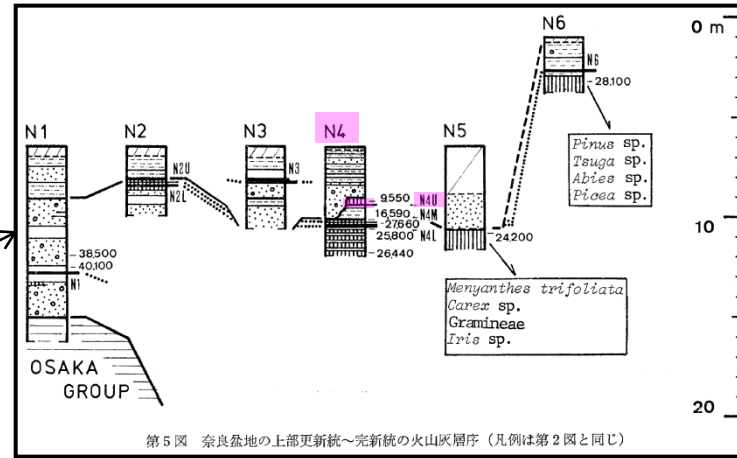 N6
0 m
N6
28,100
Pinus sp.
Tsuga sp.
Abies sp.
Picea sp.
N1
N2
N3
N4
N5
N2U
N2L
N3
9,550
N4U
16,590
N4M
27,660
25,800
N4L
26,440
10
24,200
38,500
40,100
N1
Menyanthes trifoliata
Carex sp.
Gramineae
Iris sp.
OSAKA
GROUP
20
第5図 奈良盆地の上部更新統~完新統の火山灰層序(凡例は第2図と同じ)